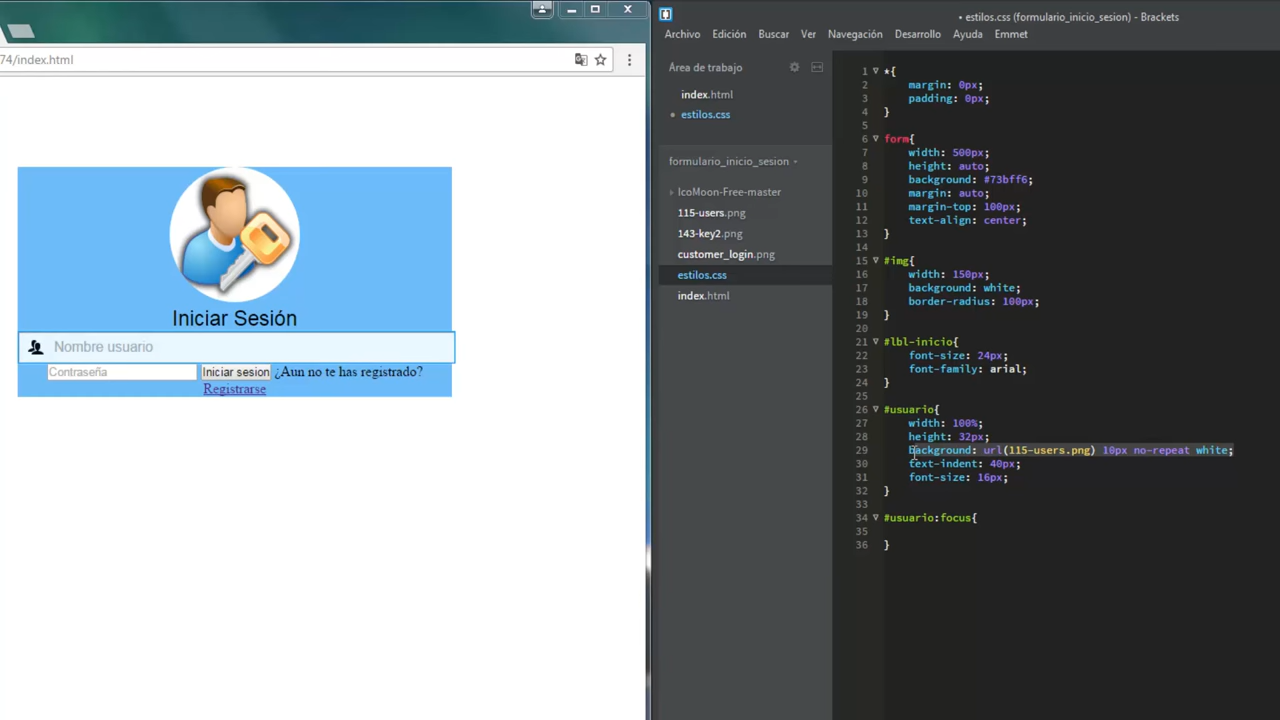 74/index.html
Iniciar Sesión
Nombre usuario
Contraseña
Iniciar sesion
¿Aun no te has registrado?
Registrarse
• estilos.css (formulario_inicio_sesion) - Brackets
Archivo Edición Buscar Ver Navegación Desarrollo Ayuda Emmet
Área de trabajo
index.html
estilos.css
formulario_inicio_sesion
IcoMoon-Free-master
115-users.png
143-key2.png
customer_login.png
estilos.css
index.html
1 *{
2 margin: 0px;
3 padding: 0px;
4 }
5
6 form{
7 width: 500px;
8 height: auto;
9 background: #73bff6;
10 margin: auto;
11 margin-top: 100px;
12 text-align: center;
13 }
14
15 #img{
16 width: 150px;
17 background: white;
18 border-radius: 100px;
19 }
20
21 #lbl-inicio{
22 font-size: 24px;
23 font-family: arial;
24 }
25
26 #usuario{
27 width: 100%;
28 height: 32px;
29 background: url(115-users.png) 10px no-repeat white;
30 text-indent: 40px;
31 font-size: 16px;
32 }
33
34 #usuario:focus{
35
36 }